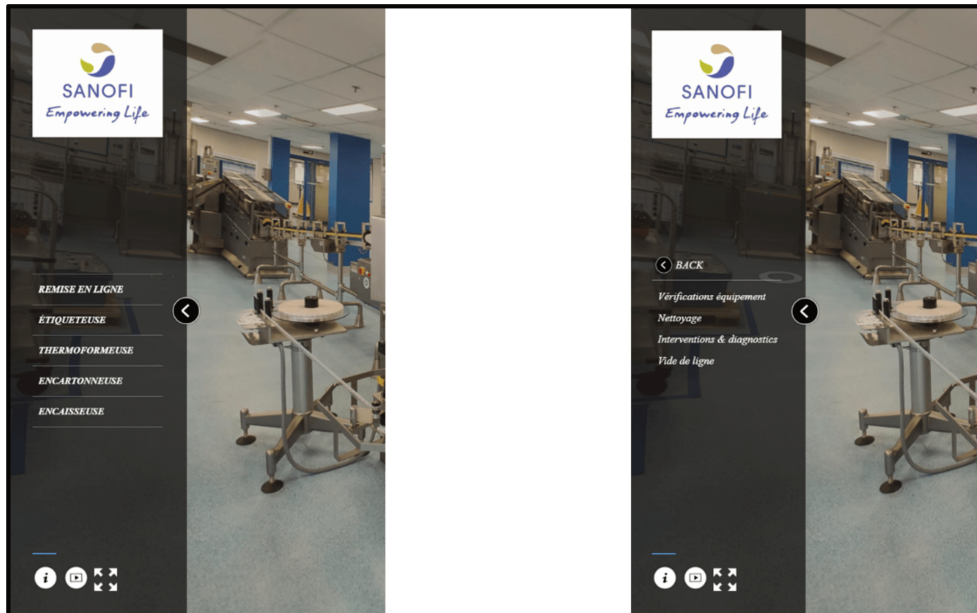 SANOFI
Empowering Life
REMISE EN LIGNE
ÉTIQUETEUSE
THERMOFORMEUSE
ENCARTONNEUSE
ENCAISSEUSE
i
SANOFI
Empowering Life
BACK
Vérifications équipement
Nettoyage
Interventions & diagnostics
Vide de ligne
i